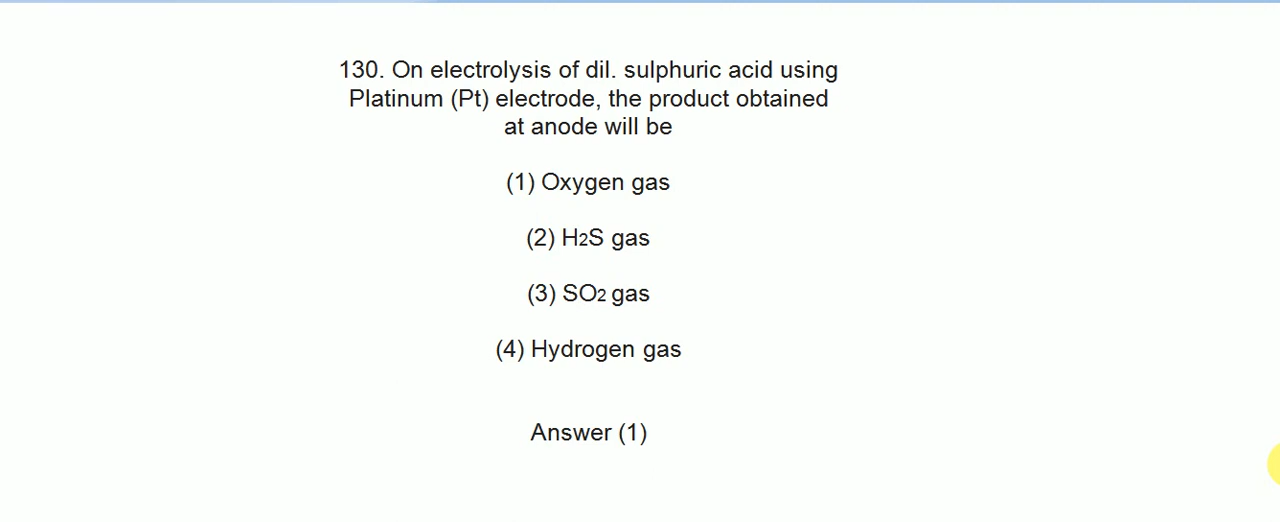 130. On electrolysis of dil. sulphuric acid using
Platinum (Pt) electrode, the product obtained
at anode will be
(1) Oxygen gas
(2) H2S gas
(3) SO2 gas
(4) Hydrogen gas
Answer (1)